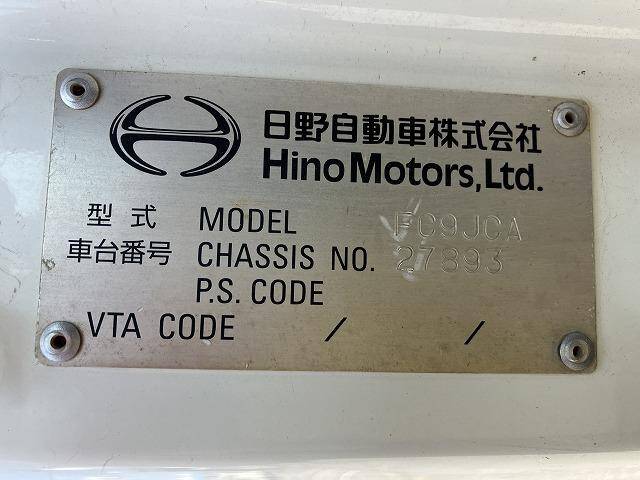 日野自動車株式会社
Hino Motors, Ltd.
型式 MODEL FC9JCA
車台番号 CHASSIS NO. 27893
P.S. CODE
VTA CODE / /